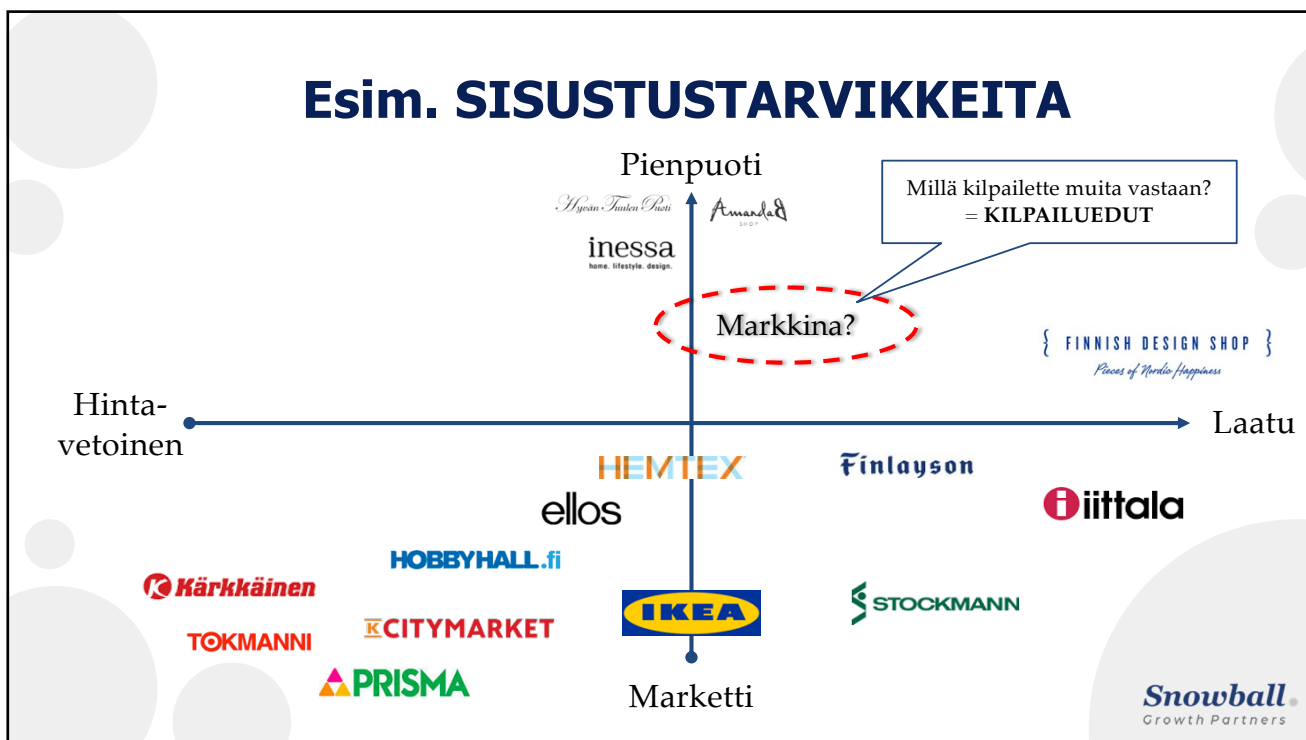 Esim. SISUSTUSTARVIKKEITA
Pienpuoti
Millä kilpailette muita vastaan?
= KILPAILUEDUT
Hyvän Tuulen Puoti
AmandaB
SHOP
inessa
home. lifestyle. design.
Markkina?
{ FINNISH DESIGN SHOP }
Pieces of Nordic Happiness
Hinta-
vetoinen
Laatu
HEMTEX
Finlayson
ellos
i iittala
HOBBYHALL.fi
K Kärkkäinen
IKEA
STOCKMANN
K CITYMARKET
TOKMANNI
PRISMA
Marketti
Snowball
Growth Partners